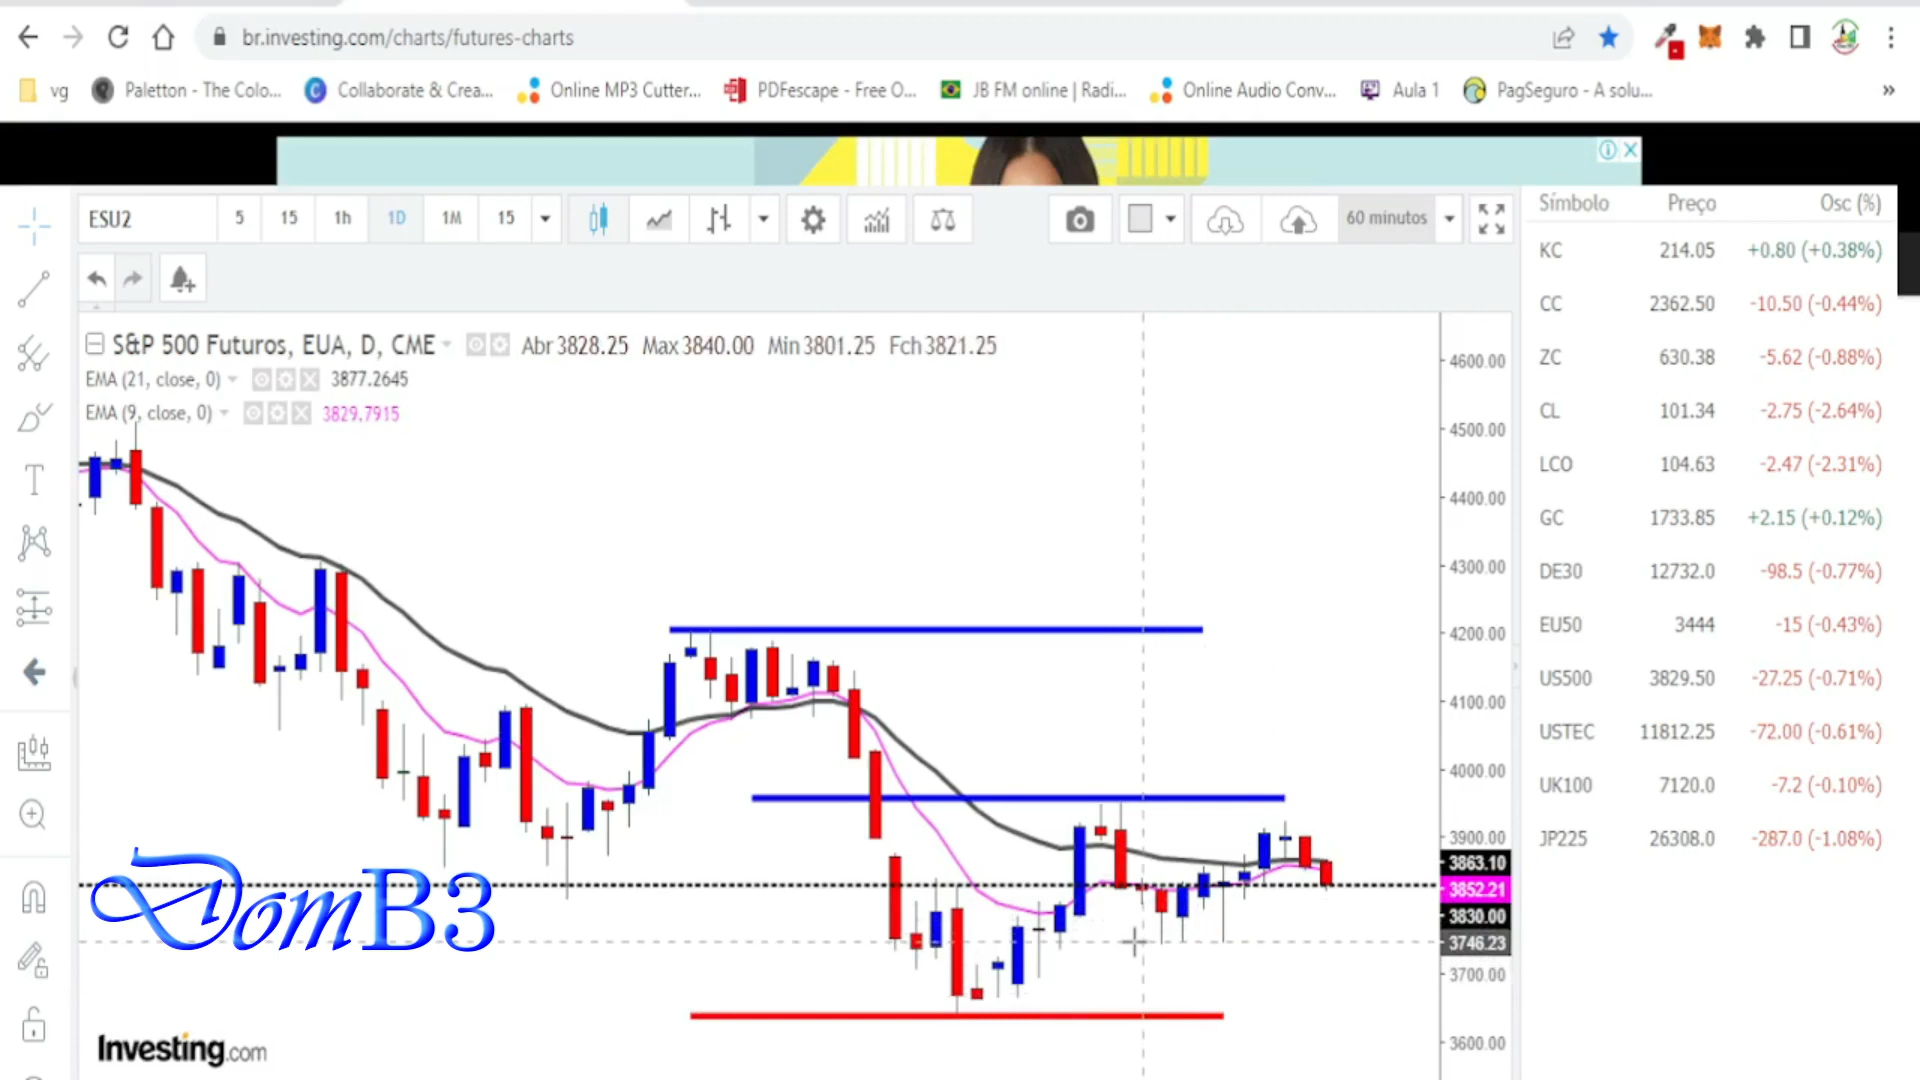 br.investing.com/charts/futures-charts
vg Paletton - The Colo... Collaborate & Crea... Online MP3 Cutter... PDFescape - Free O... JB FM online | Radi... Online Audio Conv... Aula 1 PagSeguro - A solu... »
ESU2 5 15 1h 1D 1M 15 60 minutos
Símbolo Preço Osc (%)
KC 214.05 +0.80 (+0.38%)
CC 2362.50 -10.50 (-0.44%)
ZC 630.38 -5.62 (-0.88%)
CL 101.34 -2.75 (-2.64%)
LCO 104.63 -2.47 (-2.31%)
GC 1733.85 +2.15 (+0.12%)
DE30 12732.0 -98.5 (-0.77%)
EU50 3444 -15 (-0.43%)
US500 3829.50 -27.25 (-0.71%)
USTEC 11812.25 -72.00 (-0.61%)
UK100 7120.0 -7.2 (-0.10%)
JP225 26308.0 -287.0 (-1.08%)
S&P 500 Futuros, EUA, D, CME Abr 3828.25 Max 3840.00 Min 3801.25 Fch 3821.25
EMA (21, close, 0) 3877.2645
EMA (9, close, 0) 3829.7915
4600.00
4500.00
4400.00
4300.00
4200.00
4100.00
4000.00
3900.00
3863.10
3852.21
3830.00
3746.23
3700.00
3600.00
T
DomB3
Investing.com